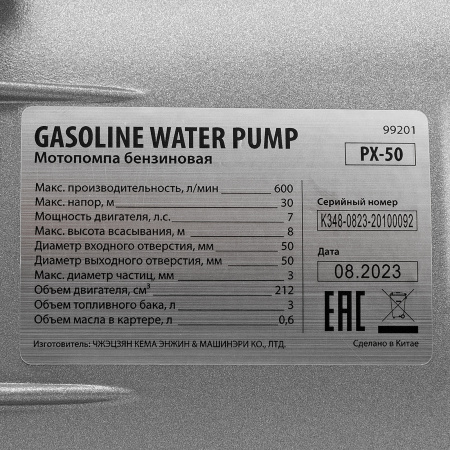 99201
GASOLINE WATER PUMP
Мотопомпа бензиновая
PX-50
Макс. производительность, л/мин 600
Макс. напор, м 30
Мощность двигателя, л.с. 7
Макс. высота всасывания, м 8
Диаметр входного отверстия, мм 50
Диаметр выходного отверстия, мм 50
Макс. диаметр частиц, мм 3
Объем двигателя, см³ 212
Объем топливного бака, л 3
Объем масла в картере, л 0,6
Серийный номер
K348-0823-20100092
Дата
08.2023
EAC
Изготовитель: ЧЖЭЦЗЯН КЕМА ЭНЖИН & МАШИНЭРИ КО., ЛТД.
Сделано в Китае